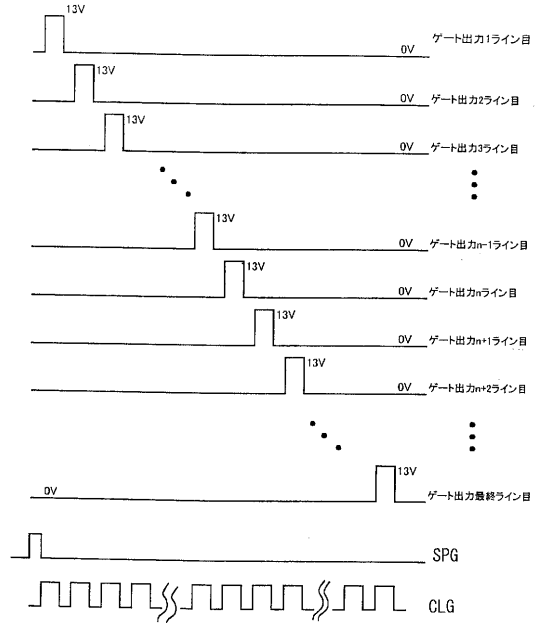 13V
0V ゲート出力1ライン目
13V
0V ゲート出力2ライン目
13V
0V ゲート出力3ライン目
13V
0V ゲート出力n-1ライン目
13V
0V ゲート出力nライン目
13V
0V ゲート出力n+1ライン目
13V
0V ゲート出力n+2ライン目
13V
0V ゲート出力最終ライン目
SPG
CLG